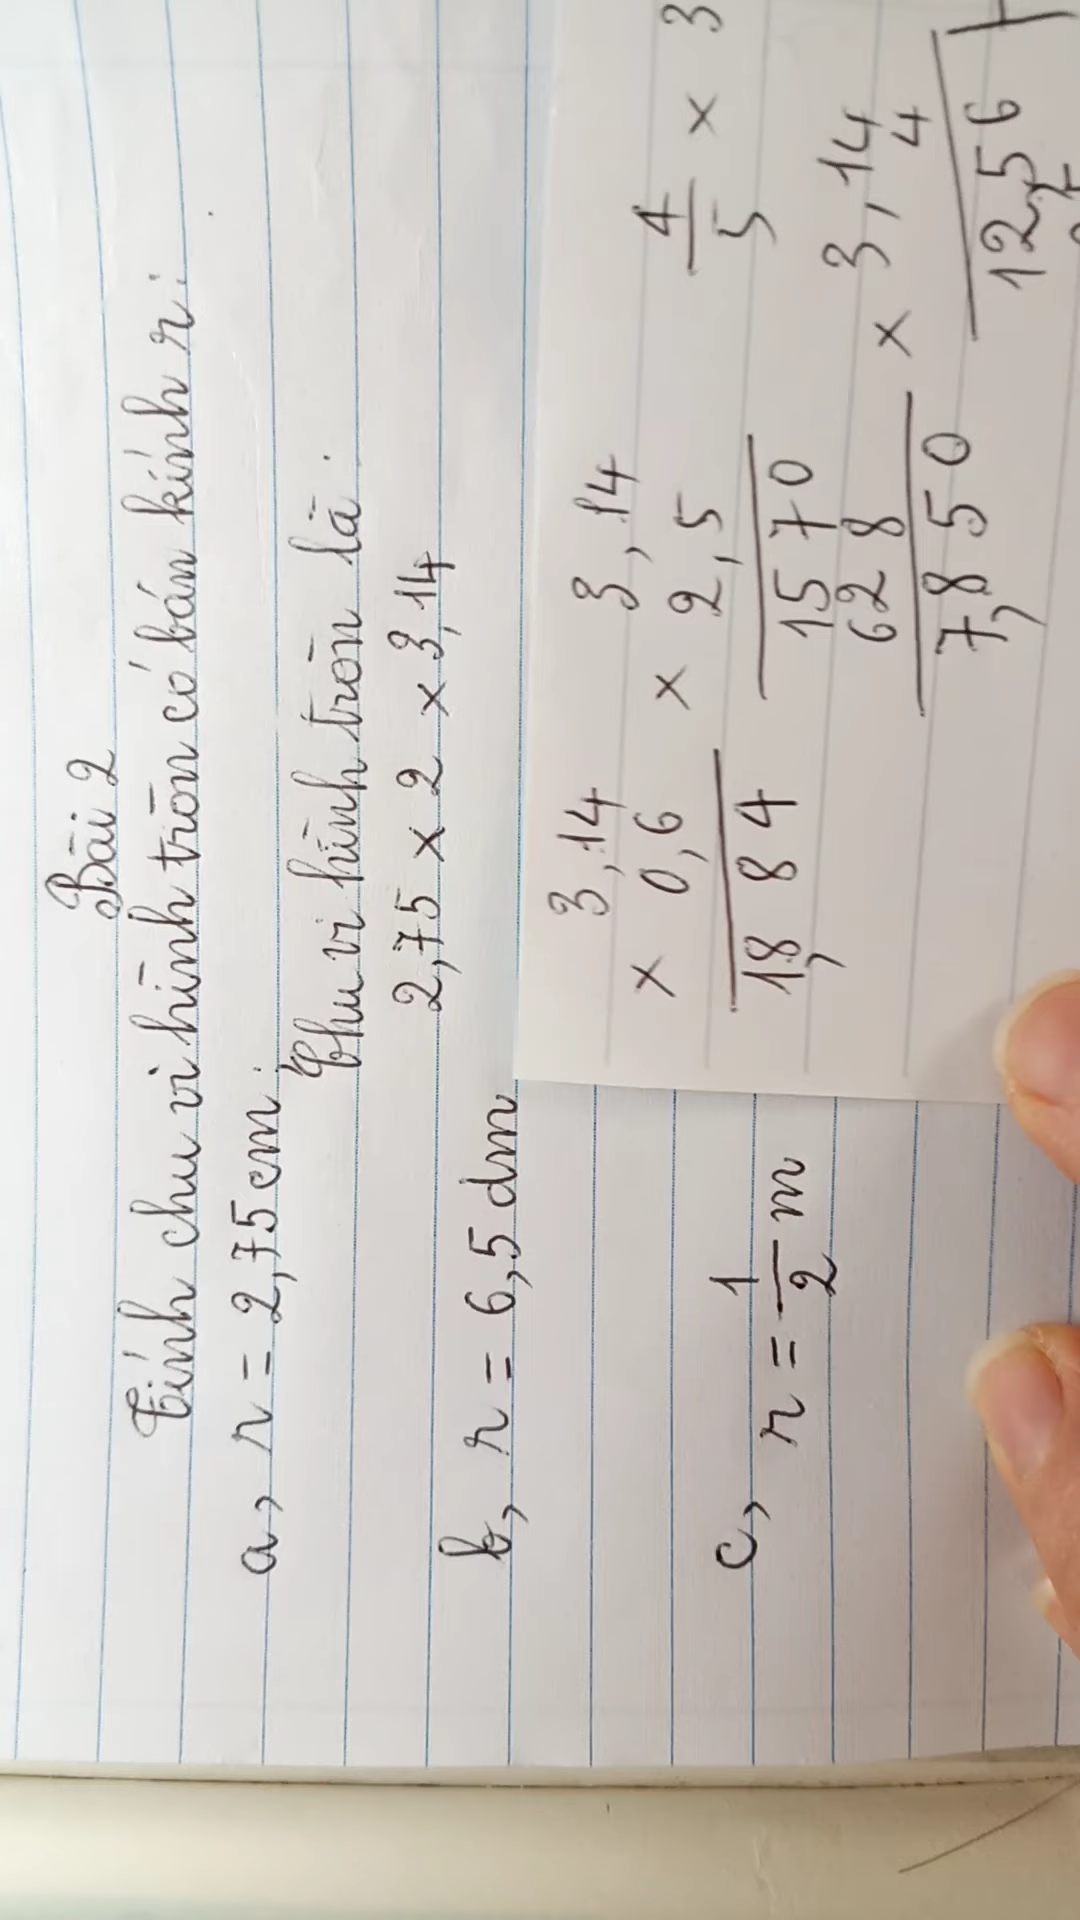 Bài 2
Tính chu vi hình tròn có bán kính r:
a, r = 2,75 cm.
Chu vi hình tròn là:
2,75 × 2 × 3,14
b, r = 6,5 dm
c, r = 1/2 m
3,14
× 0,6
18,84
3,14
× 2,5
1570
628
7,850
4/5 × 3
3,14
× 4
12,56